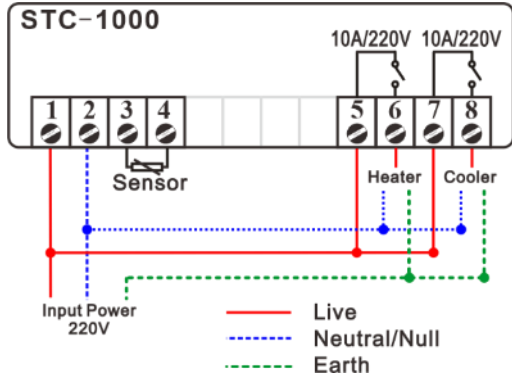 STC-1000
10A/220V 10A/220V
1 2 3 4 5 6 7 8
Sensor
Heater Cooler
Input Power
220V
Live
Neutral/Null
Earth